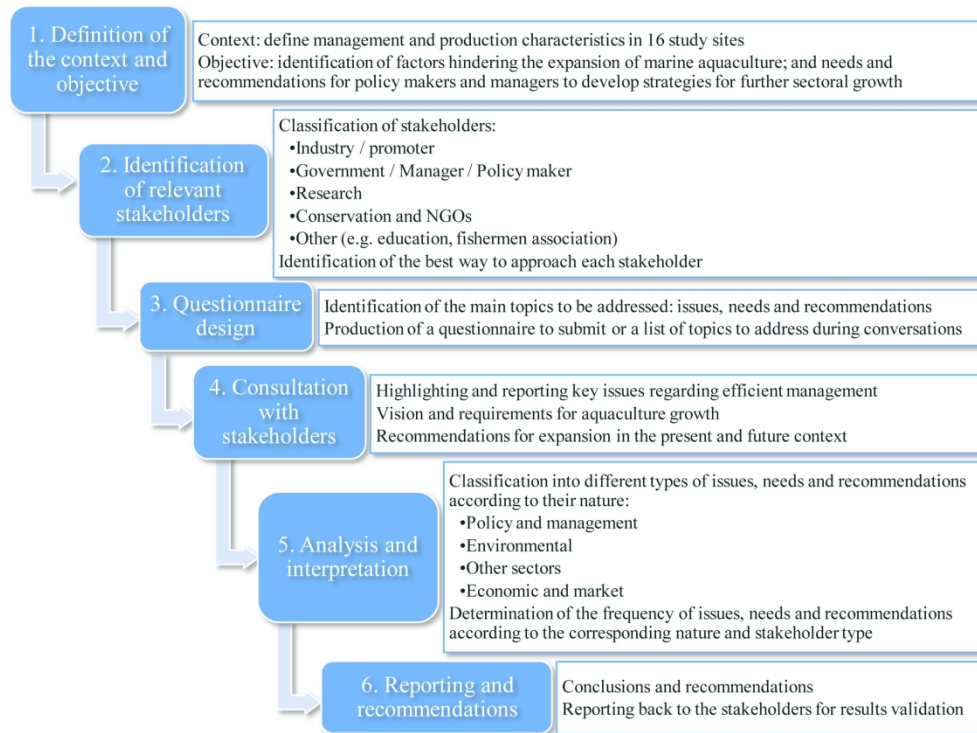 1. Definition of
the context and
objective
Context: define management and production characteristics in 16 study sites
Objective: identification of factors hindering the expansion of marine aquaculture; and needs and
recommendations for policy makers and managers to develop strategies for further sectoral growth
2. Identification
of relevant
stakeholders
Classification of stakeholders:
•Industry / promoter
•Government / Manager / Policy maker
•Research
•Conservation and NGOs
•Other (e.g. education, fishermen association)
Identification of the best way to approach each stakeholder
3. Questionnaire
design
Identification of the main topics to be addressed: issues, needs and recommendations
Production of a questionnaire to submit or a list of topics to address during conversations
4. Consultation
with
stakeholders
Highlighting and reporting key issues regarding efficient management
Vision and requirements for aquaculture growth
Recommendations for expansion in the present and future context
5. Analysis and
interpretation
Classification into different types of issues, needs and recommendations
according to their nature:
•Policy and management
•Environmental
•Other sectors
•Economic and market
Determination of the frequency of issues, needs and recommendations
according to the corresponding nature and stakeholder type
6. Reporting and
recommendations
Conclusions and recommendations
Reporting back to the stakeholders for results validation